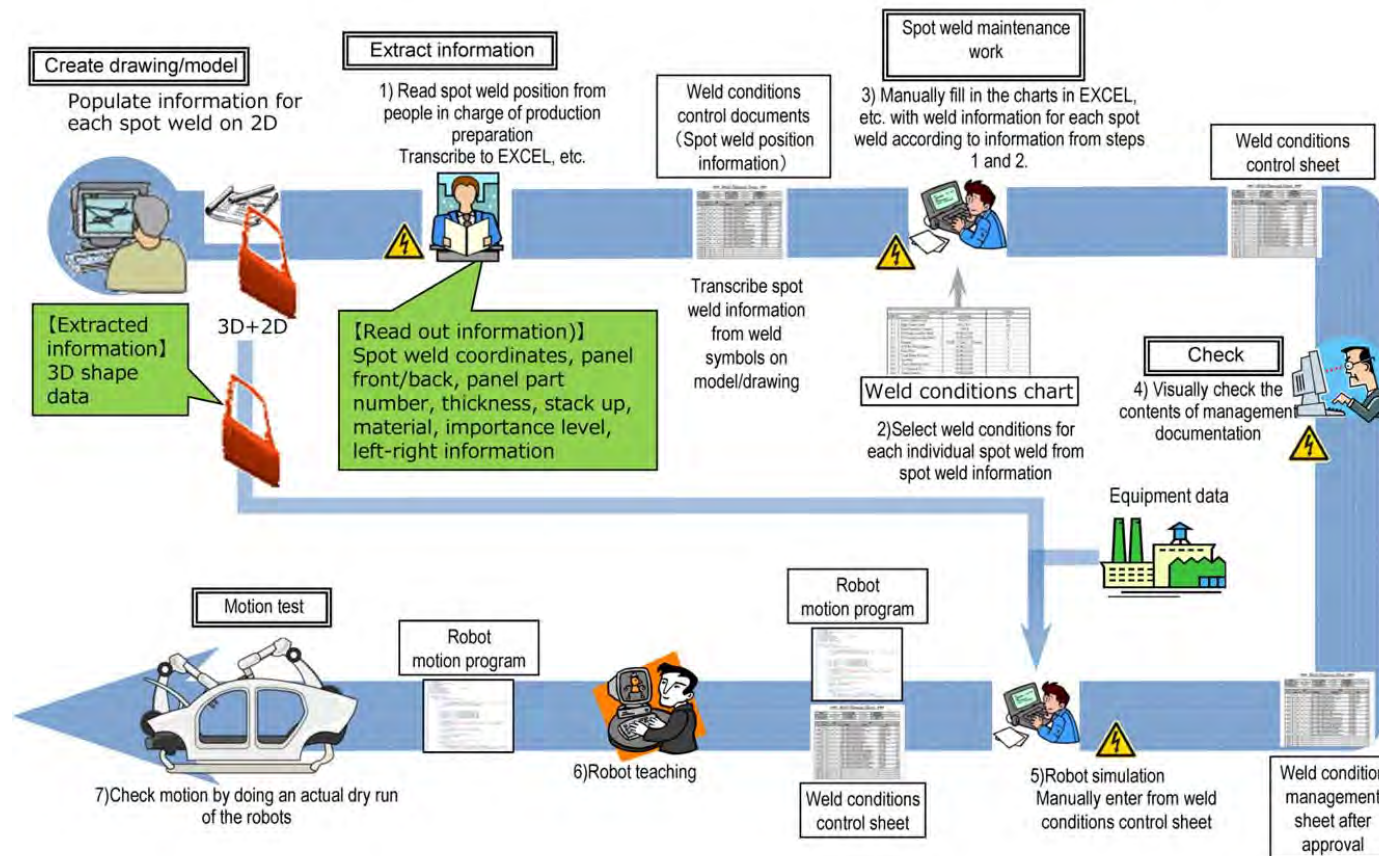 Create drawing/model
Populate information for
each spot weld on 2D
Extract information
1) Read spot weld position from
people in charge of production
preparation
Transcribe to EXCEL, etc.
Weld conditions
control documents
(Spot weld position
information)
Spot weld maintenance
work
3) Manually fill in the charts in EXCEL,
etc. with weld information for each spot
weld according to information from steps
1 and 2.
Weld conditions
control sheet
【Extracted
information】
3D shape
data
3D+2D
【Read out information)】
Spot weld coordinates, panel
front/back, panel part
number, thickness, stack up,
material, importance level,
left-right information
Transcribe spot
weld information
from weld
symbols on
model/drawing
Weld conditions chart
2)Select weld conditions for
each individual spot weld from
spot weld information
Check
4) Visually check the
contents of management
documentation
Equipment data
Motion test
7)Check motion by doing an actual dry run
of the robots
Robot
motion program
6)Robot teaching
Robot
motion program
Weld conditions
control sheet
5)Robot simulation
Manually enter from weld
conditions control sheet
Weld condition
management
sheet after
approval